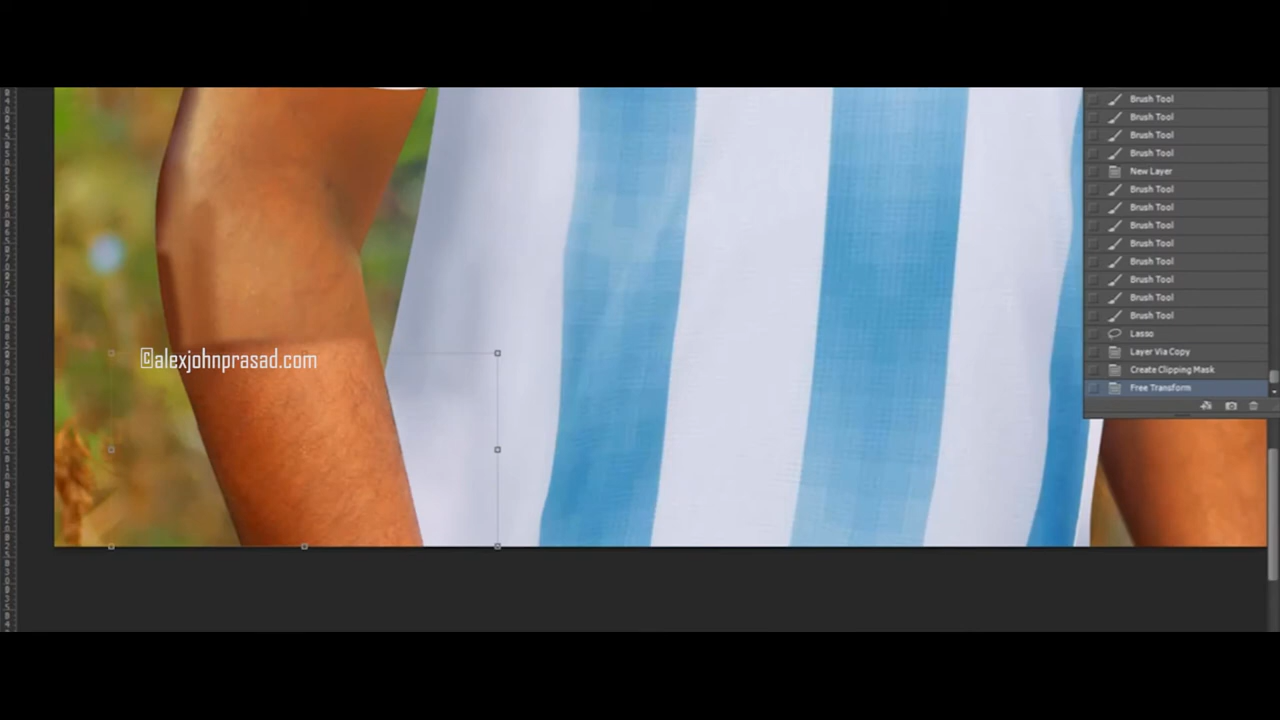 Brush Tool
Brush Tool
Brush Tool
Brush Tool
New Layer
Brush Tool
Brush Tool
Brush Tool
Brush Tool
Brush Tool
Brush Tool
Brush Tool
Brush Tool
Lasso
Layer Via Copy
©alexjohnprasad.com
Create Clipping Mask
Free Transform